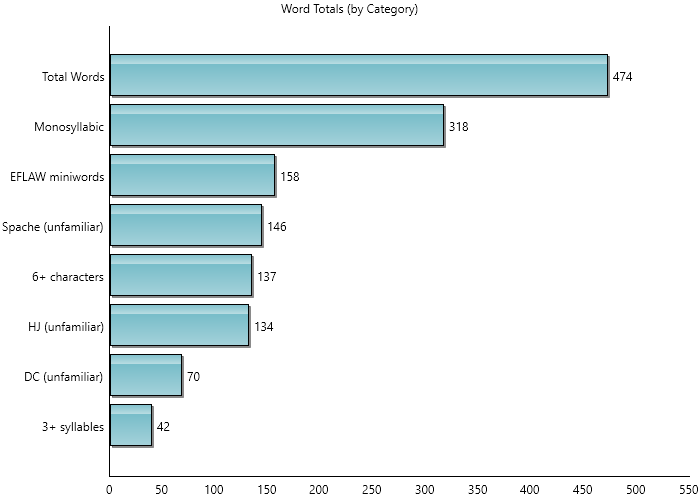 Word Totals (by Category)
Total Words 474
Monosyllabic 318
EFLAW miniwords 158
Spache (unfamiliar) 146
6+ characters 137
HJ (unfamiliar) 134
DC (unfamiliar) 70
3+ syllables 42
0 50 100 150 200 250 300 350 400 450 500 550